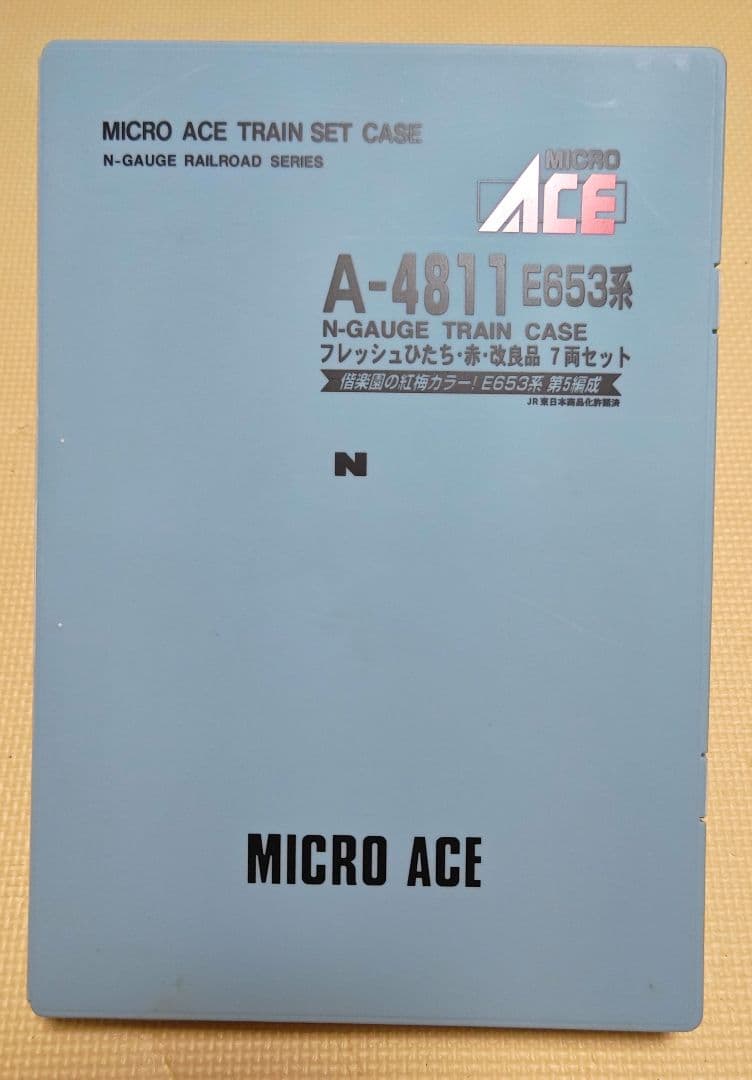 MICRO ACE TRAIN SET CASE
N-GAUGE RAILROAD SERIES
MICRO
ACE
A-4811 E653系
N-GAUGE TRAIN CASE
フレッシュひたち・赤・改良品 7両セット
偕楽園の紅梅カラー！E653系 第5編成
JR東日本商品化許諾済
N
MICRO ACE